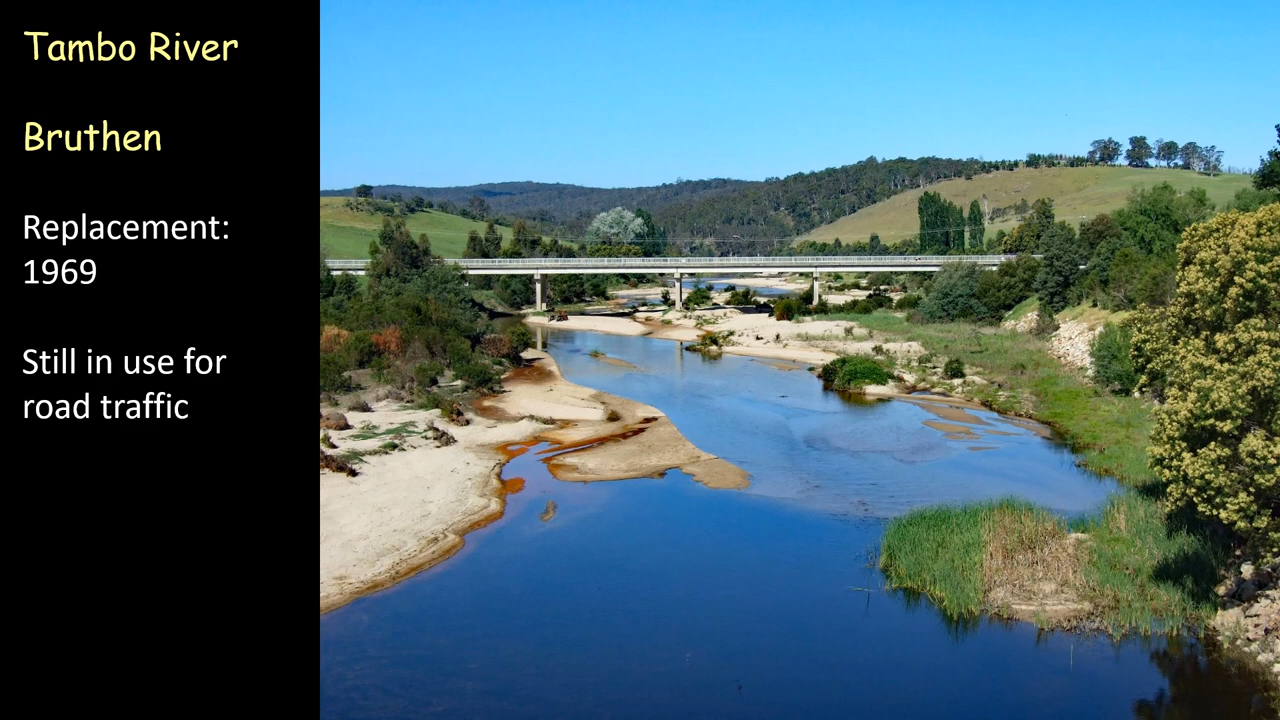 Tambo River
Bruthen
Replacement:
1969
Still in use for
road traffic